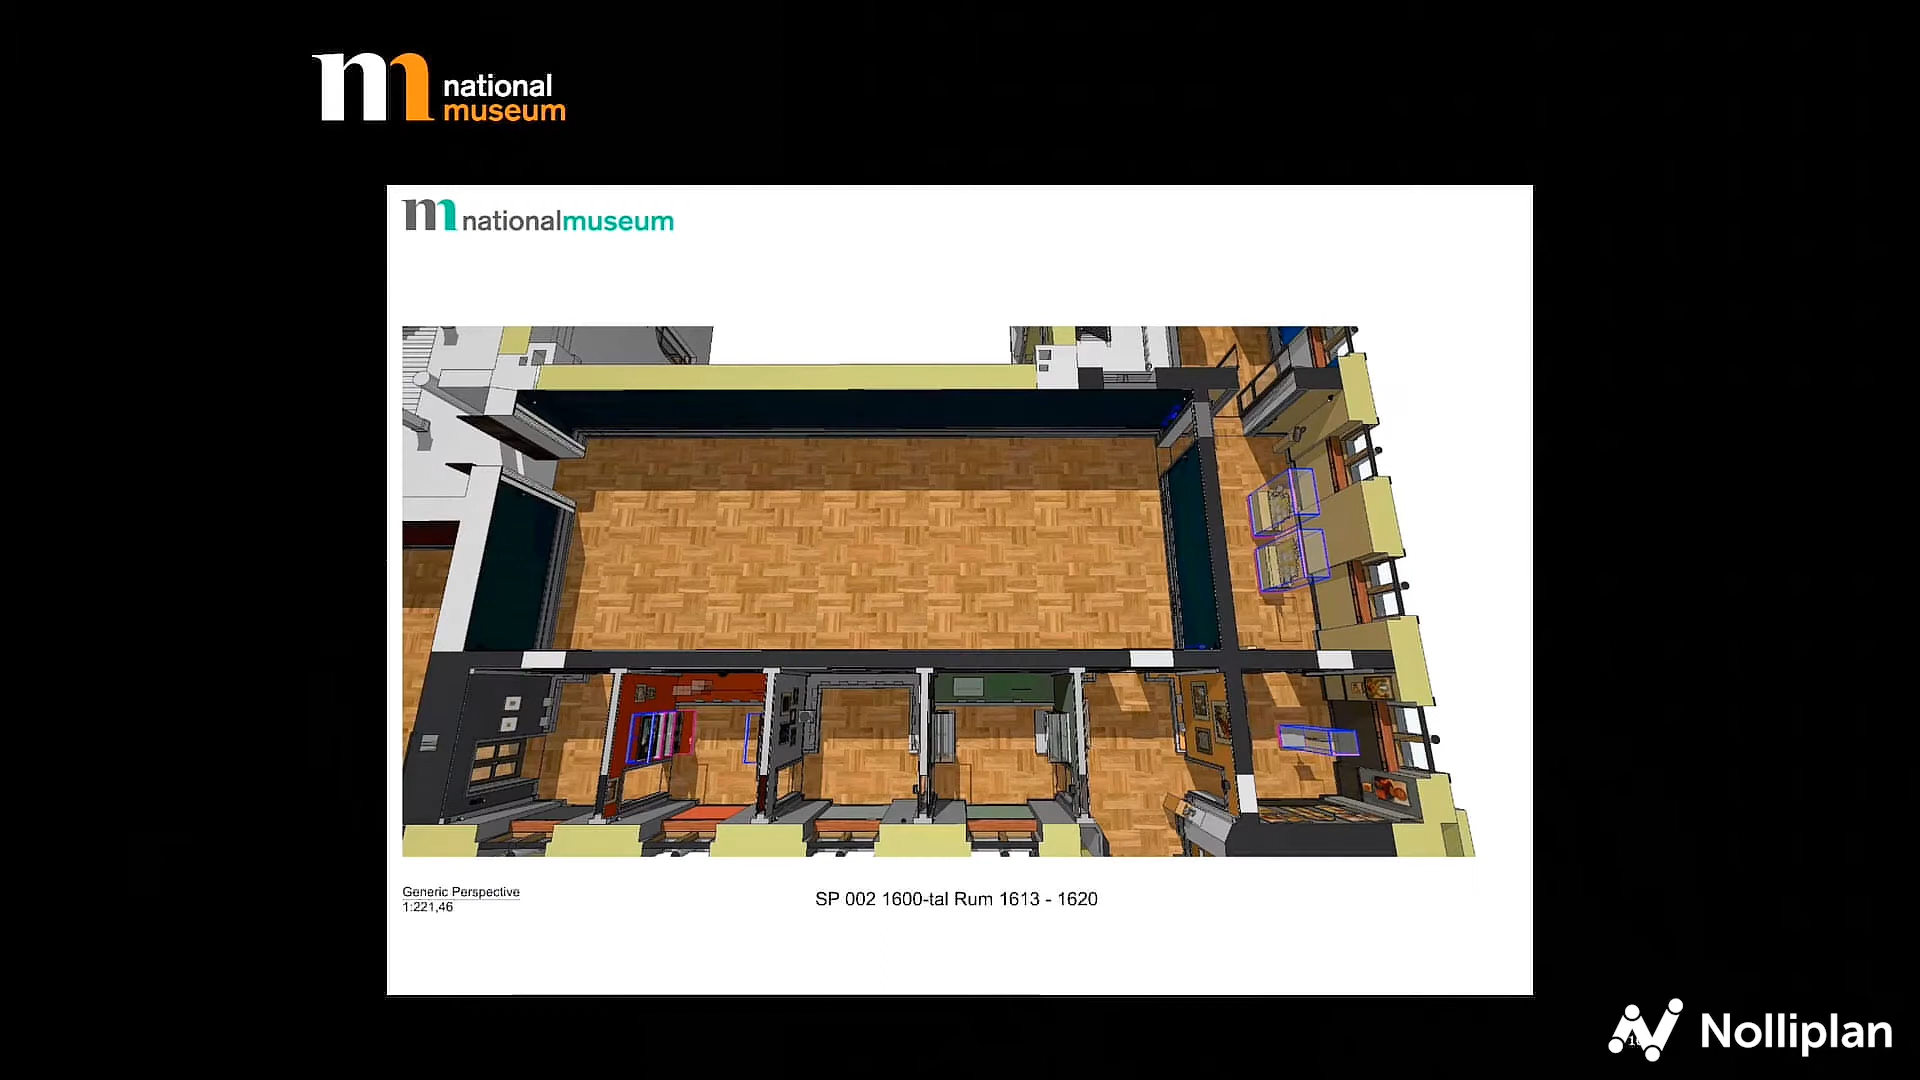 national
museum
nationalmuseum
Generic Perspective
1:221,46
SP 002 1600-tal Rum 1613 - 1620
Nolliplan